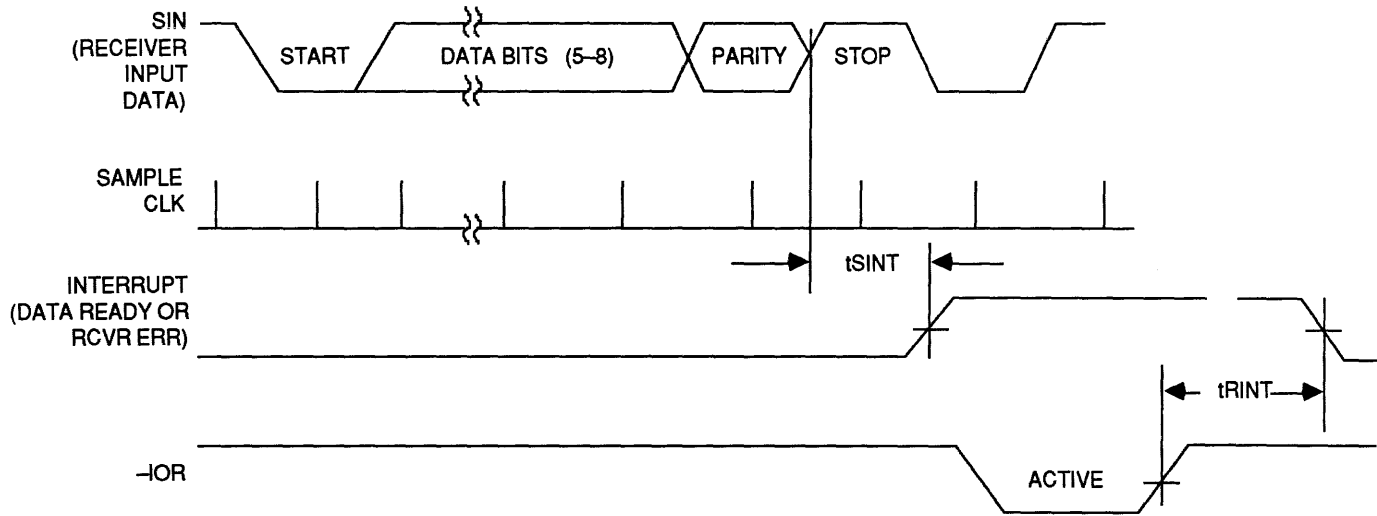 SIN
(RECEIVER
INPUT
DATA)
START
DATA BITS (5–8)
PARITY
STOP
SAMPLE
CLK
tSINT
INTERRUPT
(DATA READY OR
RCVR ERR)
tRINT
–IOR
ACTIVE